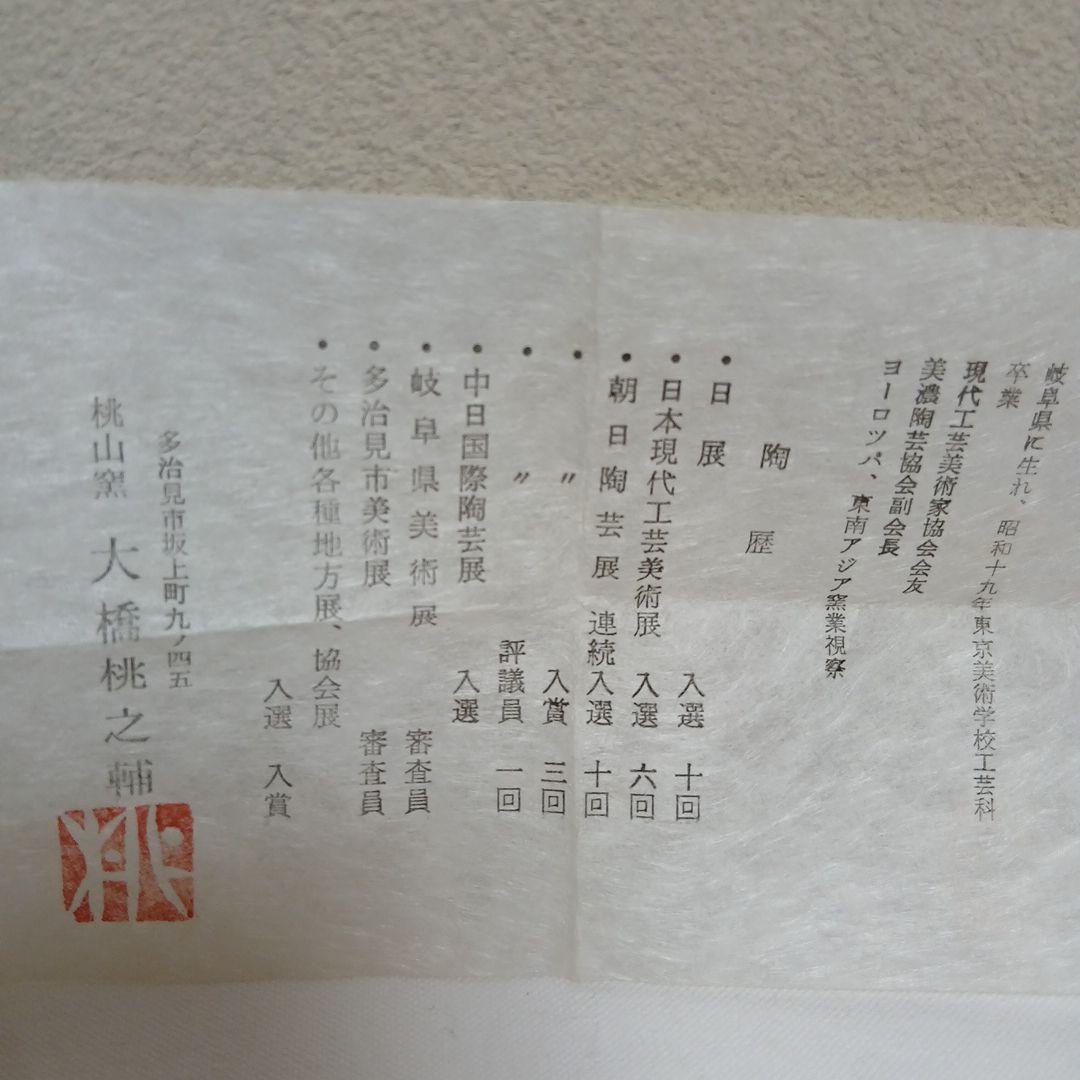 岐阜県に生れ、昭和十九年東京美術学校工芸科
卒業
現代工芸美術家協会会友
美濃陶芸協会副会長
ヨーロツパ、東南アジア窯業視察
陶歴
・日展 入選 十回
・日本現代工芸美術展 入選 六回
・朝日陶芸展 連続入選 十回
・〃 入賞 三回
・〃 評議員 一回
・中日国際陶芸展 入選
・岐阜県美術展 審査員
・多治見市美術展 審査員
・その他各種地方展、協会展
入選 入賞
多治見市坂上町九ノ四五
桃山窯 大橋桃之輔
桃